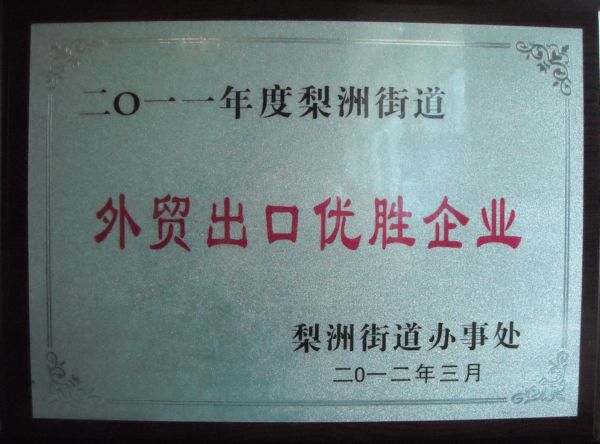 二O一一年度梨洲街道
外贸出口优胜企业
梨洲街道办事处
二0一二年三月